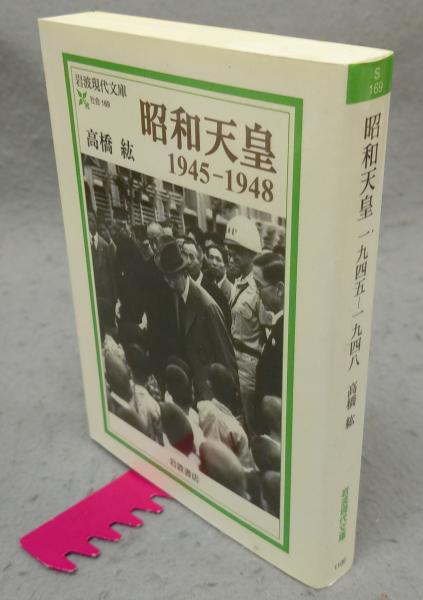 岩波現代文庫
社会 169
昭和天皇
1945-1948
高橋 紘
岩波書店
S
169
昭和天皇 一九四五―一九四八
高橋 紘
岩波現代文庫
1100